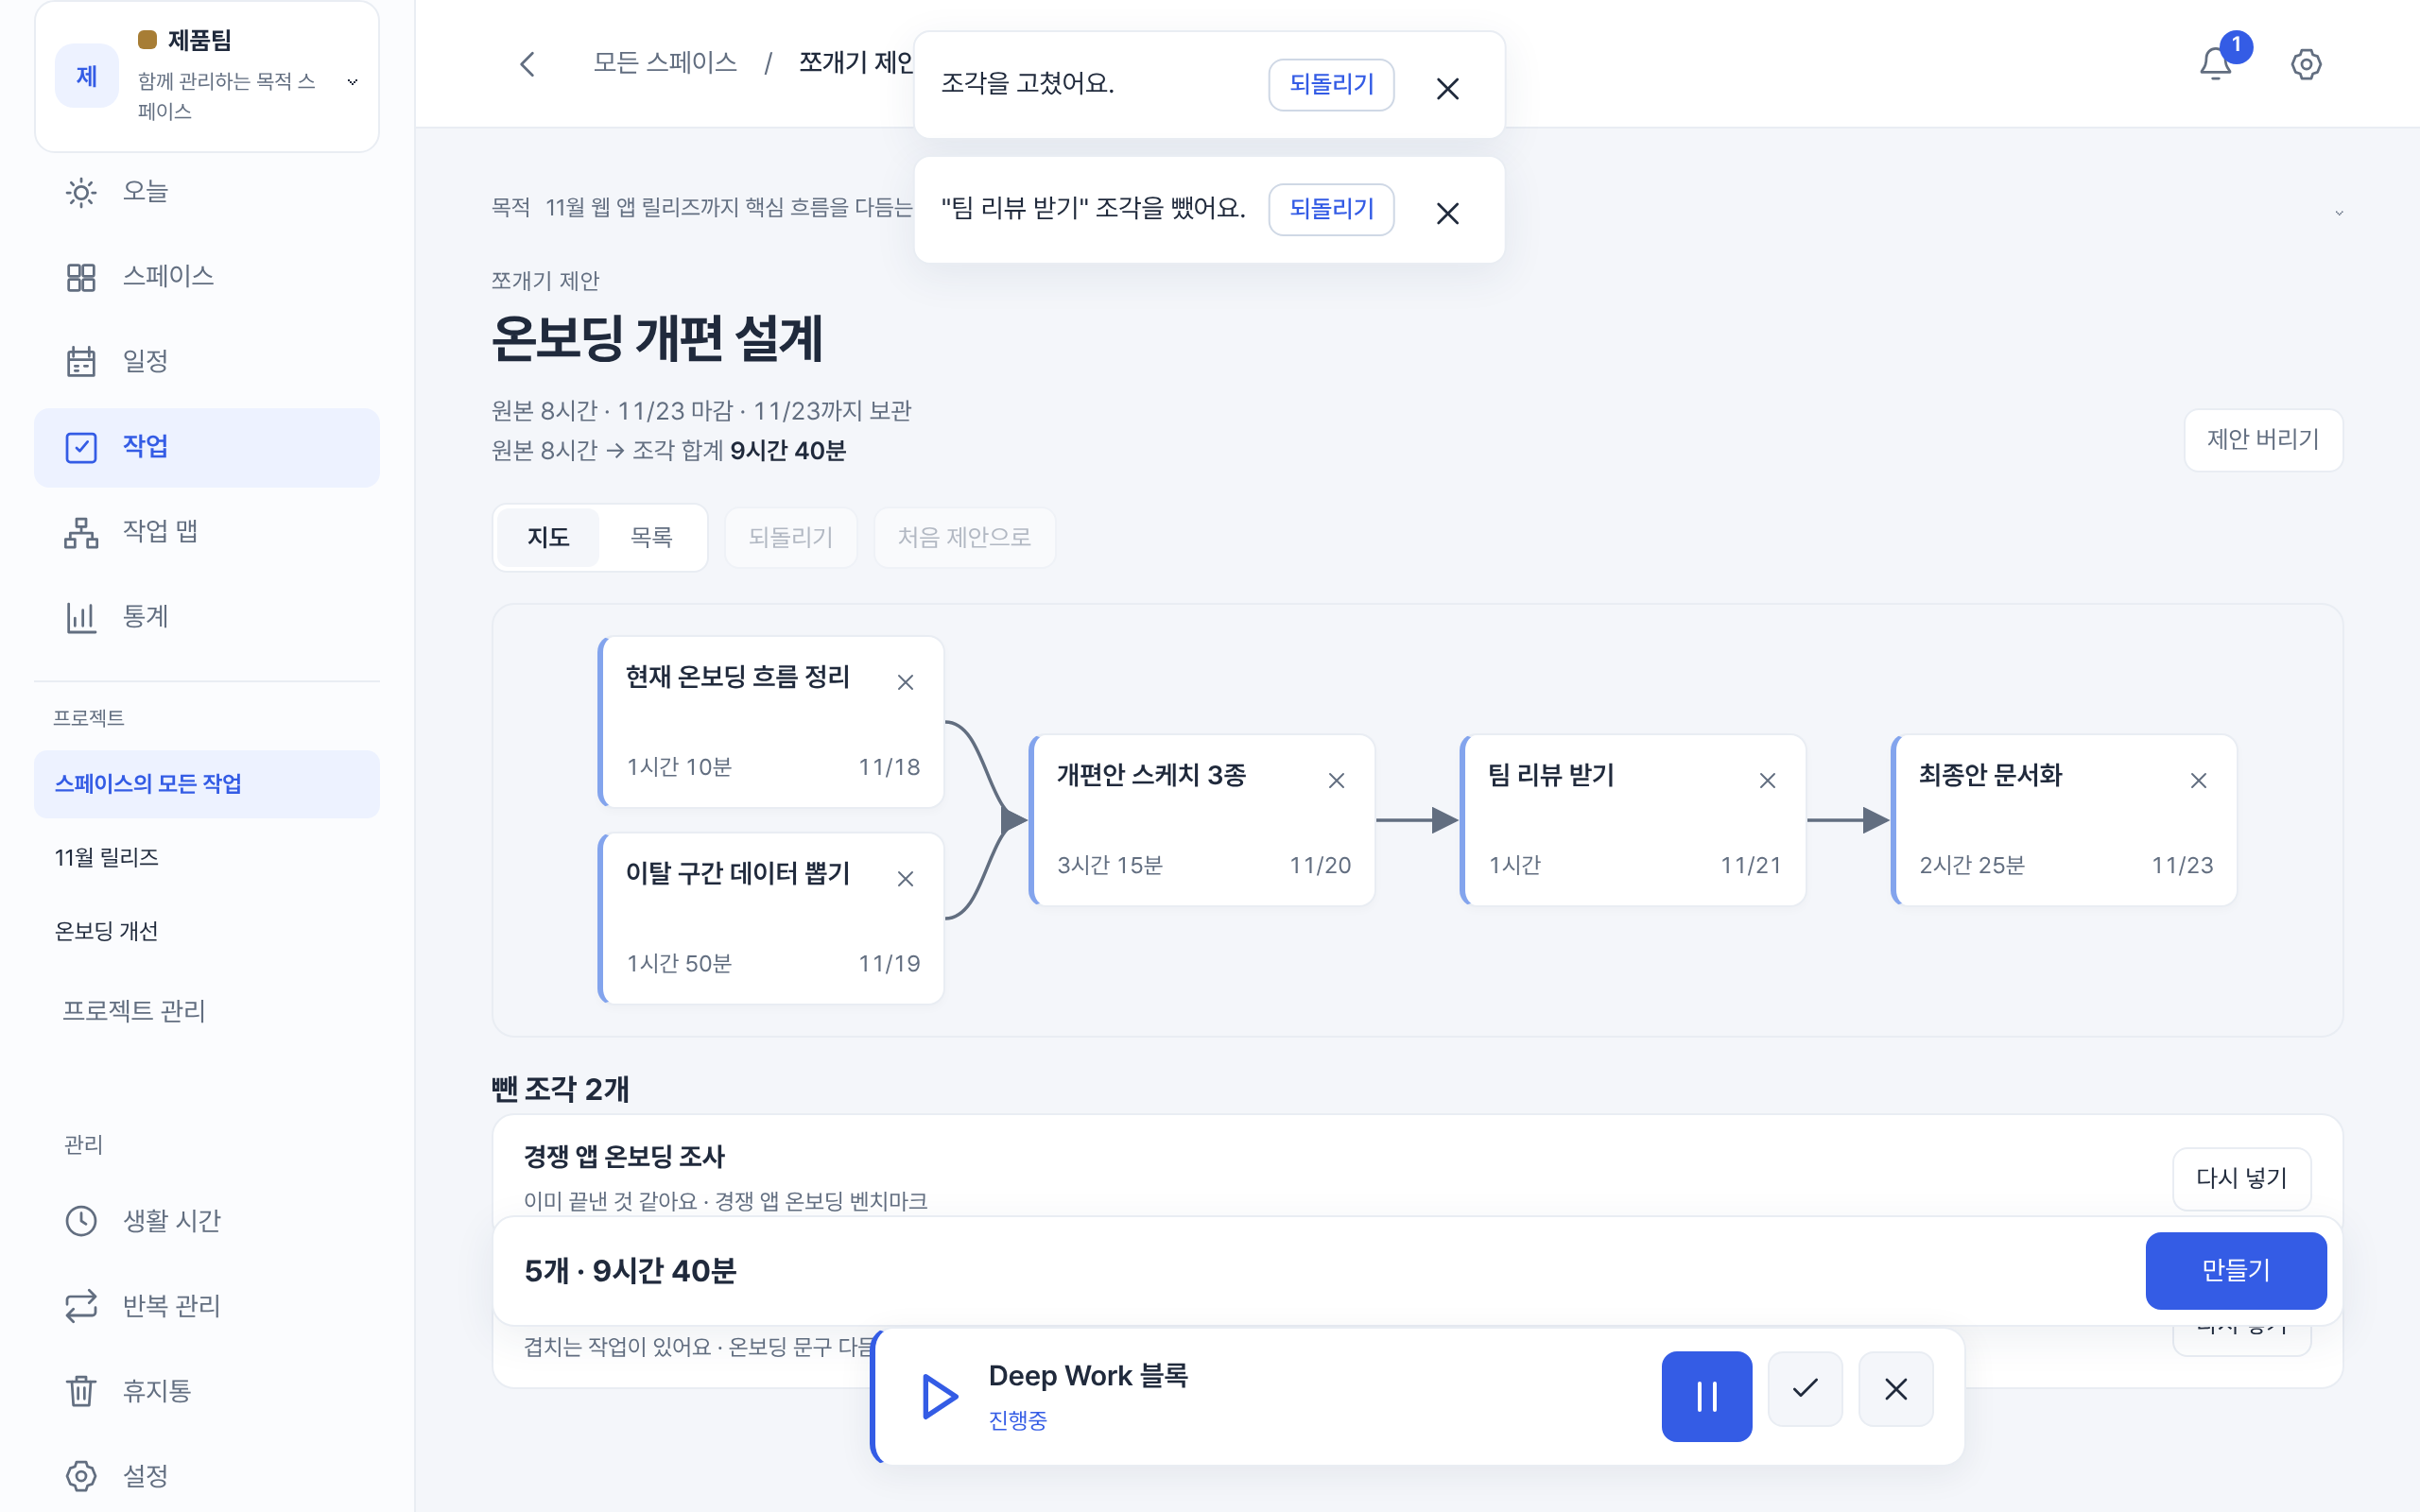 제
제품팀
함께 관리하는 목적 스
페이스
오늘
스페이스
일정
작업
작업 맵
통계
프로젝트
스페이스의 모든 작업
11월 릴리즈
온보딩 개선
프로젝트 관리
관리
생활 시간
반복 관리
휴지통
설정
모든 스페이스 / 쪼개기 제안
1
조각을 고쳤어요. 되돌리기
"팀 리뷰 받기" 조각을 뺐어요. 되돌리기
목적 11월 웹 앱 릴리즈까지 핵심 흐름을 다듬는
쪼개기 제안
온보딩 개편 설계
원본 8시간 · 11/23 마감 · 11/23까지 보관
원본 8시간 → 조각 합계 9시간 40분
제안 버리기
지도 목록 되돌리기 처음 제안으로
현재 온보딩 흐름 정리
1시간 10분 11/18
이탈 구간 데이터 뽑기
1시간 50분 11/19
개편안 스케치 3종
3시간 15분 11/20
팀 리뷰 받기
1시간 11/21
최종안 문서화
2시간 25분 11/23
뺀 조각 2개
경쟁 앱 온보딩 조사
이미 끝낸 것 같아요 · 경쟁 앱 온보딩 벤치마크
다시 넣기
5개 · 9시간 40분
만들기
겹치는 작업이 있어요 · 온보딩 문구 다듬
Deep Work 블록
진행중